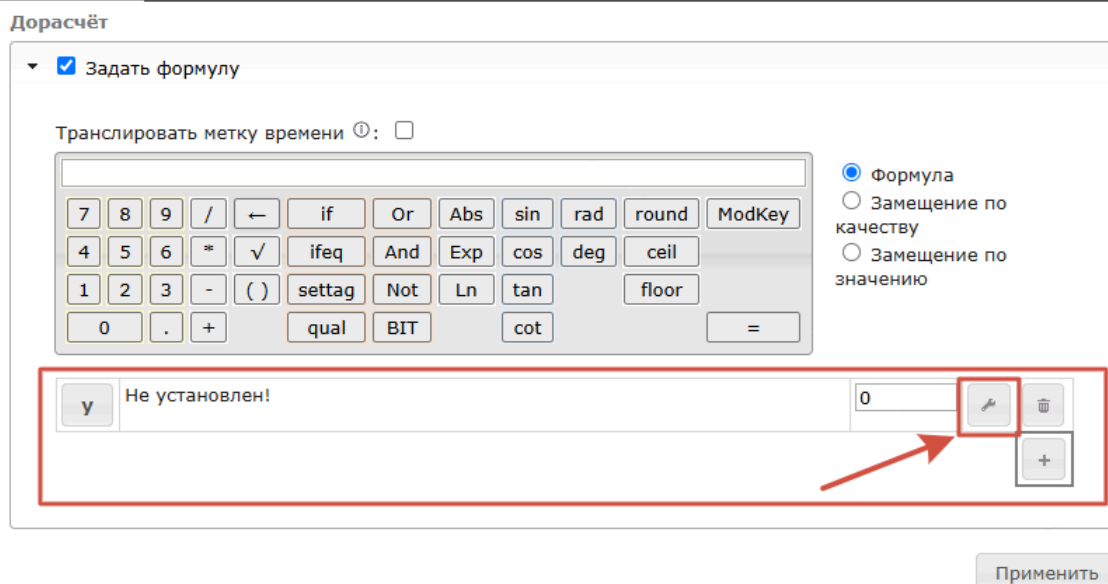 Дорасчёт
Задать формулу
Транслировать метку времени ⓘ:
Формула
Замещение по
качеству
Замещение по
значению
7 8 9 / ← if Or Abs sin rad round ModKey
4 5 6 * √ ifeq And Exp cos deg ceil
1 2 3 - ( ) settag Not Ln tan floor
0 . + qual BIT cot =
y Не установлен! 0
+
Применить